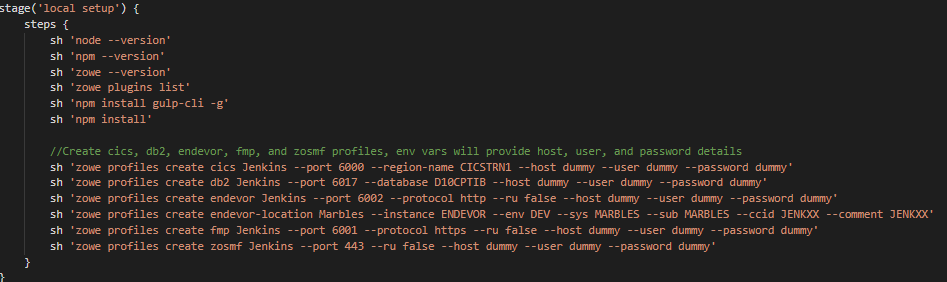 stage('local setup') {
    steps {
        sh 'node --version'
        sh 'npm --version'
        sh 'zowe --version'
        sh 'zowe plugins list'
        sh 'npm install gulp-cli -g'
        sh 'npm install'

        //Create cics, db2, endevor, fmp, and zosmf profiles, env vars will provide host, user, and password details
        sh 'zowe profiles create cics Jenkins --port 6000 --region-name CICSTRN1 --host dummy --user dummy --password dummy'
        sh 'zowe profiles create db2 Jenkins --port 6017 --database D10CPTIB --host dummy --user dummy --password dummy'
        sh 'zowe profiles create endevor Jenkins --port 6002 --protocol http --ru false --host dummy --user dummy --password dummy'
        sh 'zowe profiles create endevor-location Marbles --instance ENDEVOR --env DEV --sys MARBLES --sub MARBLES --ccid JENKXX --comment JENKXX'
        sh 'zowe profiles create fmp Jenkins --port 6001 --protocol https --ru false --host dummy --user dummy --password dummy'
        sh 'zowe profiles create zosmf Jenkins --port 443 --ru false --host dummy --user dummy --password dummy'
    }
}